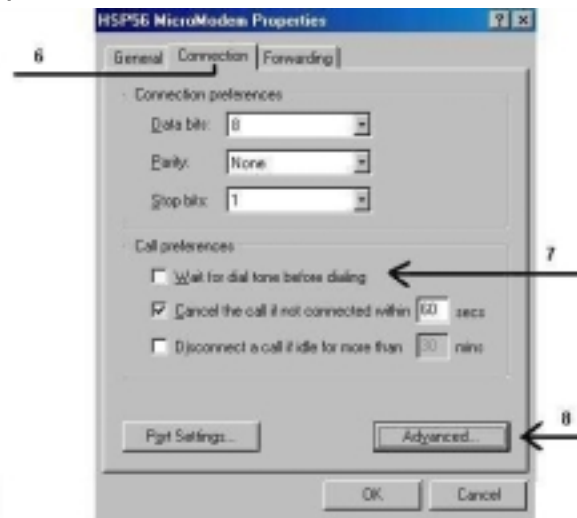 HSP56 MicroModem Properties
6
General Connection Forwarding
Connection preferences
Data bits: 8
Parity: None
Stop bits: 1
Call preferences
7
Wait for dial tone before dialing
Cancel the call if not connected within 60 secs
Disconnect a call if idle for more than 30 mins
8
Port Settings... Advanced...
OK Cancel